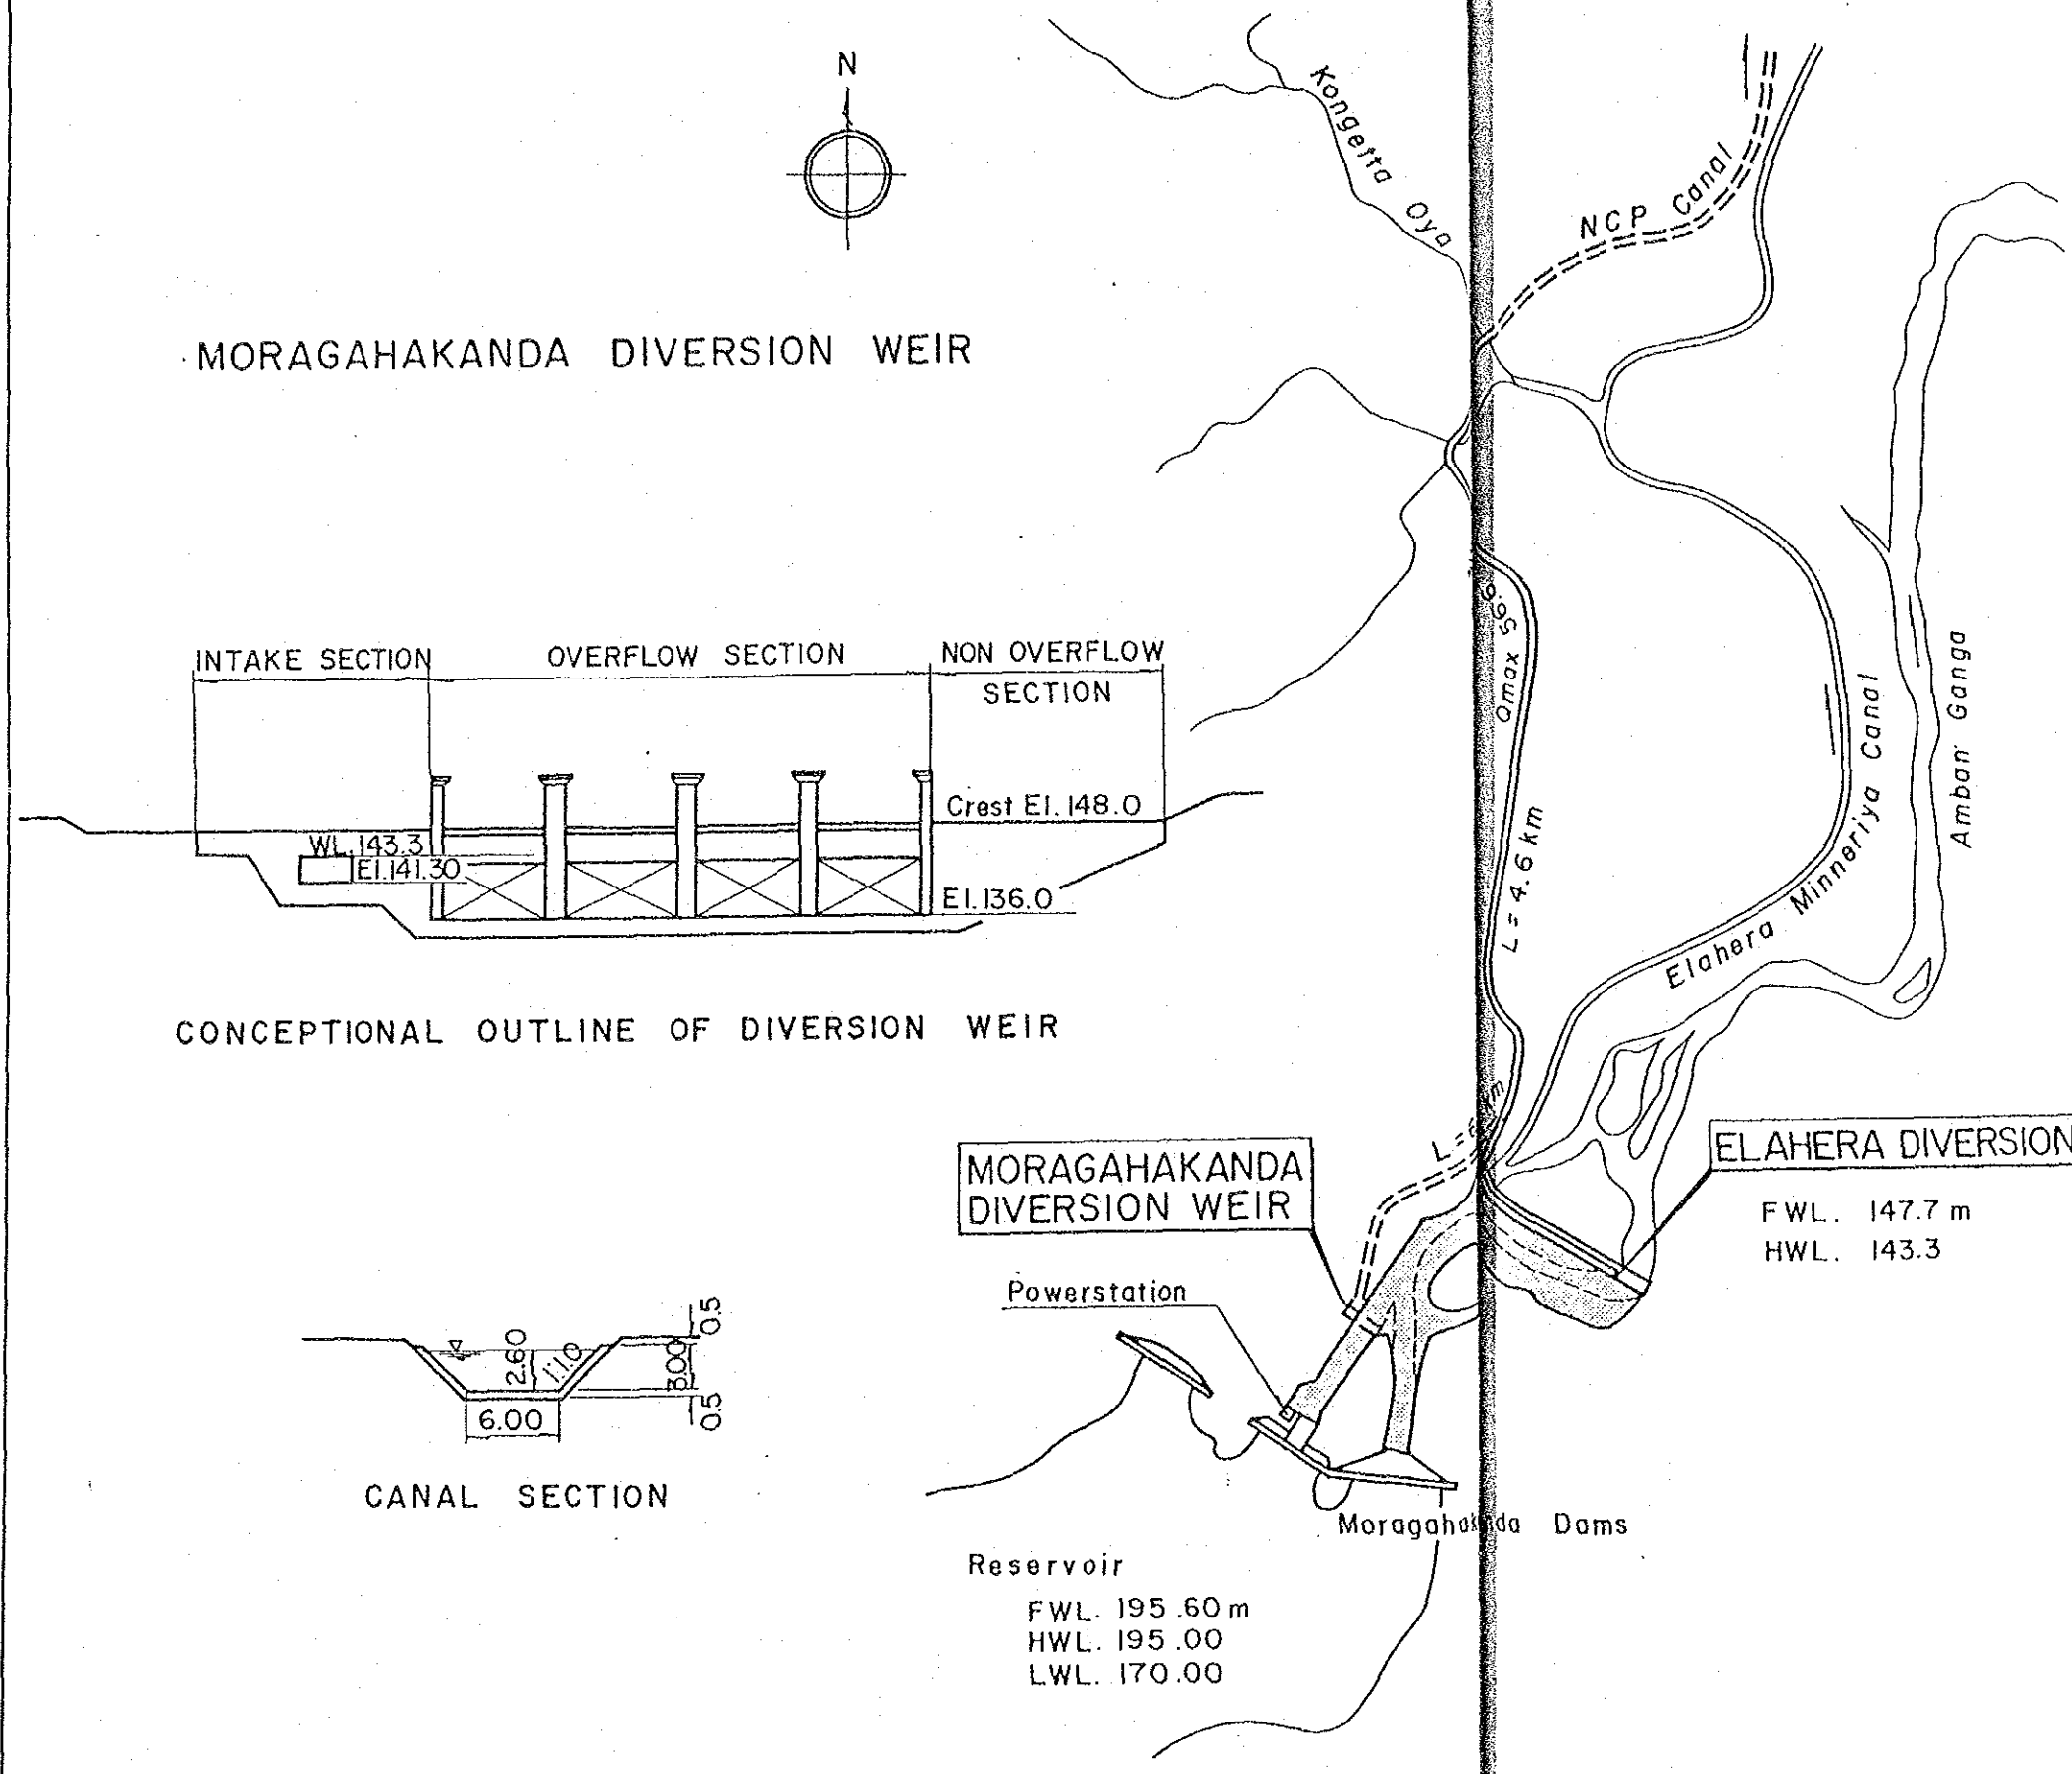 N
Kongetta Oya
NCP Canal
MORAGAHAKANDA DIVERSION WEIR
INTAKE SECTION
OVERFLOW SECTION
NON OVERFLOW
SECTION
Crest El. 148.0
WL. 143.3
El. 141.30
El. 136.0
CONCEPTIONAL OUTLINE OF DIVERSION WEIR
Qmax 56.6
L = 4.6 km
Elahera Minneriya Canal
Amban Ganga
MORAGAHAKANDA
DIVERSION WEIR
ELAHERA DIVERSION
FWL. 147.7 m
HWL. 143.3
Powerstation
2.60
1:1.0
0.5
3.00
0.5
6.00
CANAL SECTION
Dams
Reservoir
FWL. 195.60 m
HWL. 195.00
LWL. 170.00